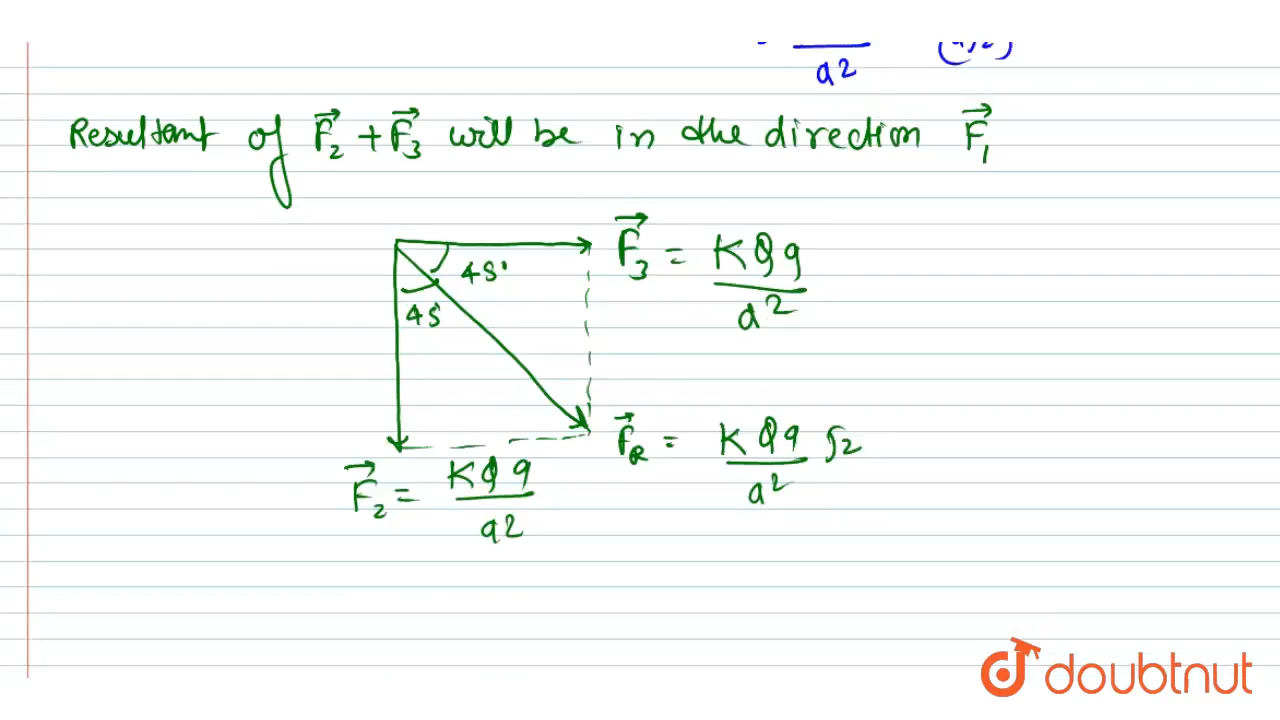 a2
Resultant of F₂ + F₃ will be in the direction F₁
F₃ = KQq / a²
45°
45
F_R = KQq / a² √2
F₂ = KQq / a2
doubtnut